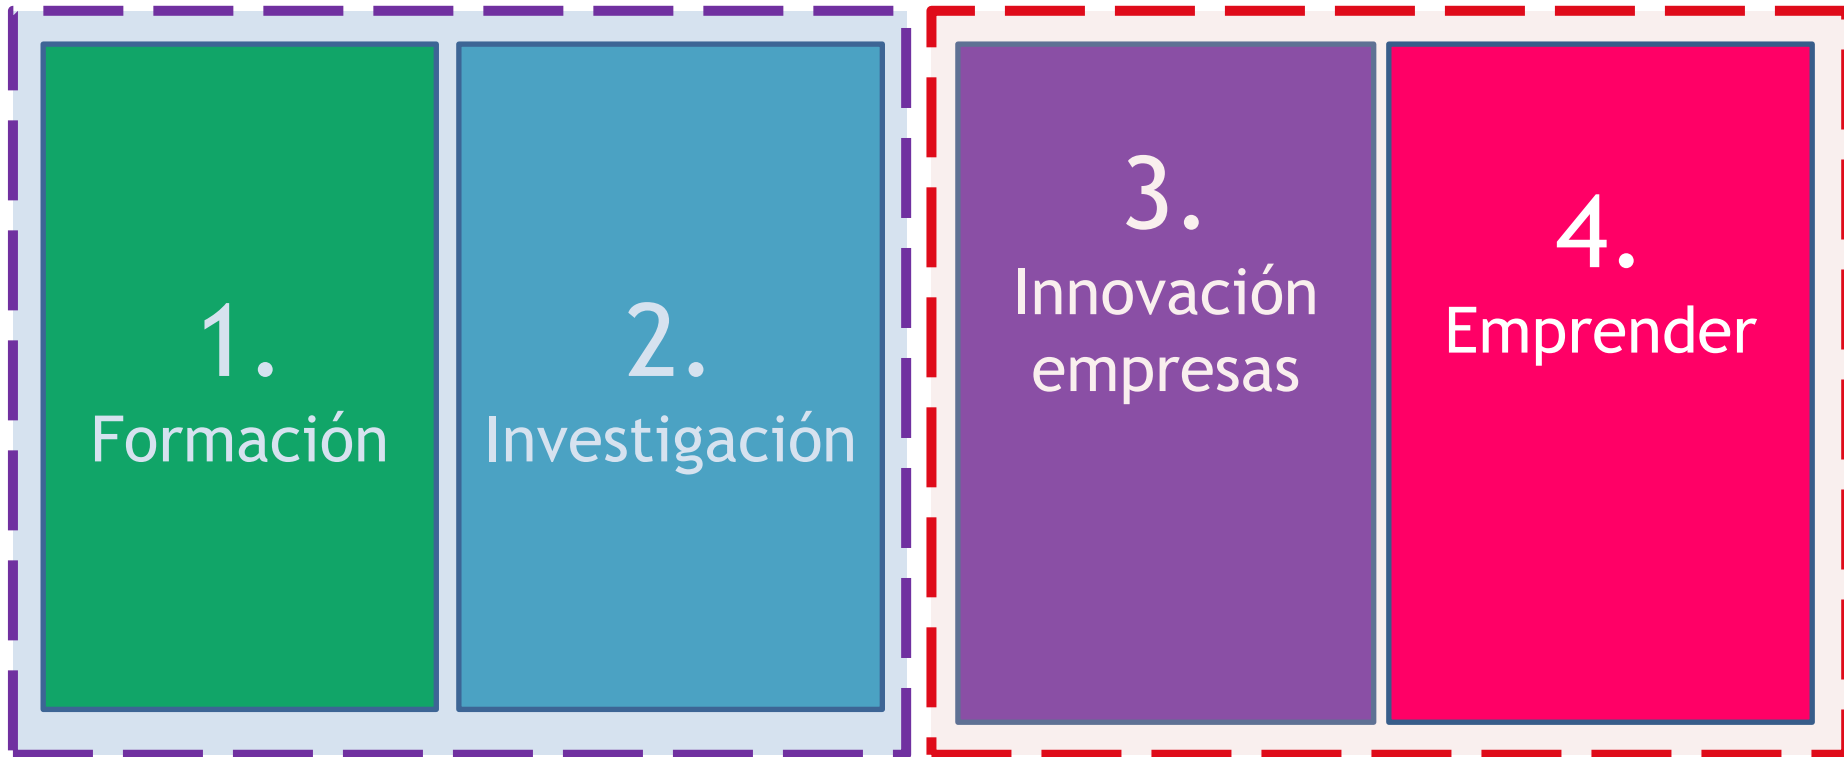 1.
Formación
2.
Investigación
3.
Innovación
empresas
4.
Emprender